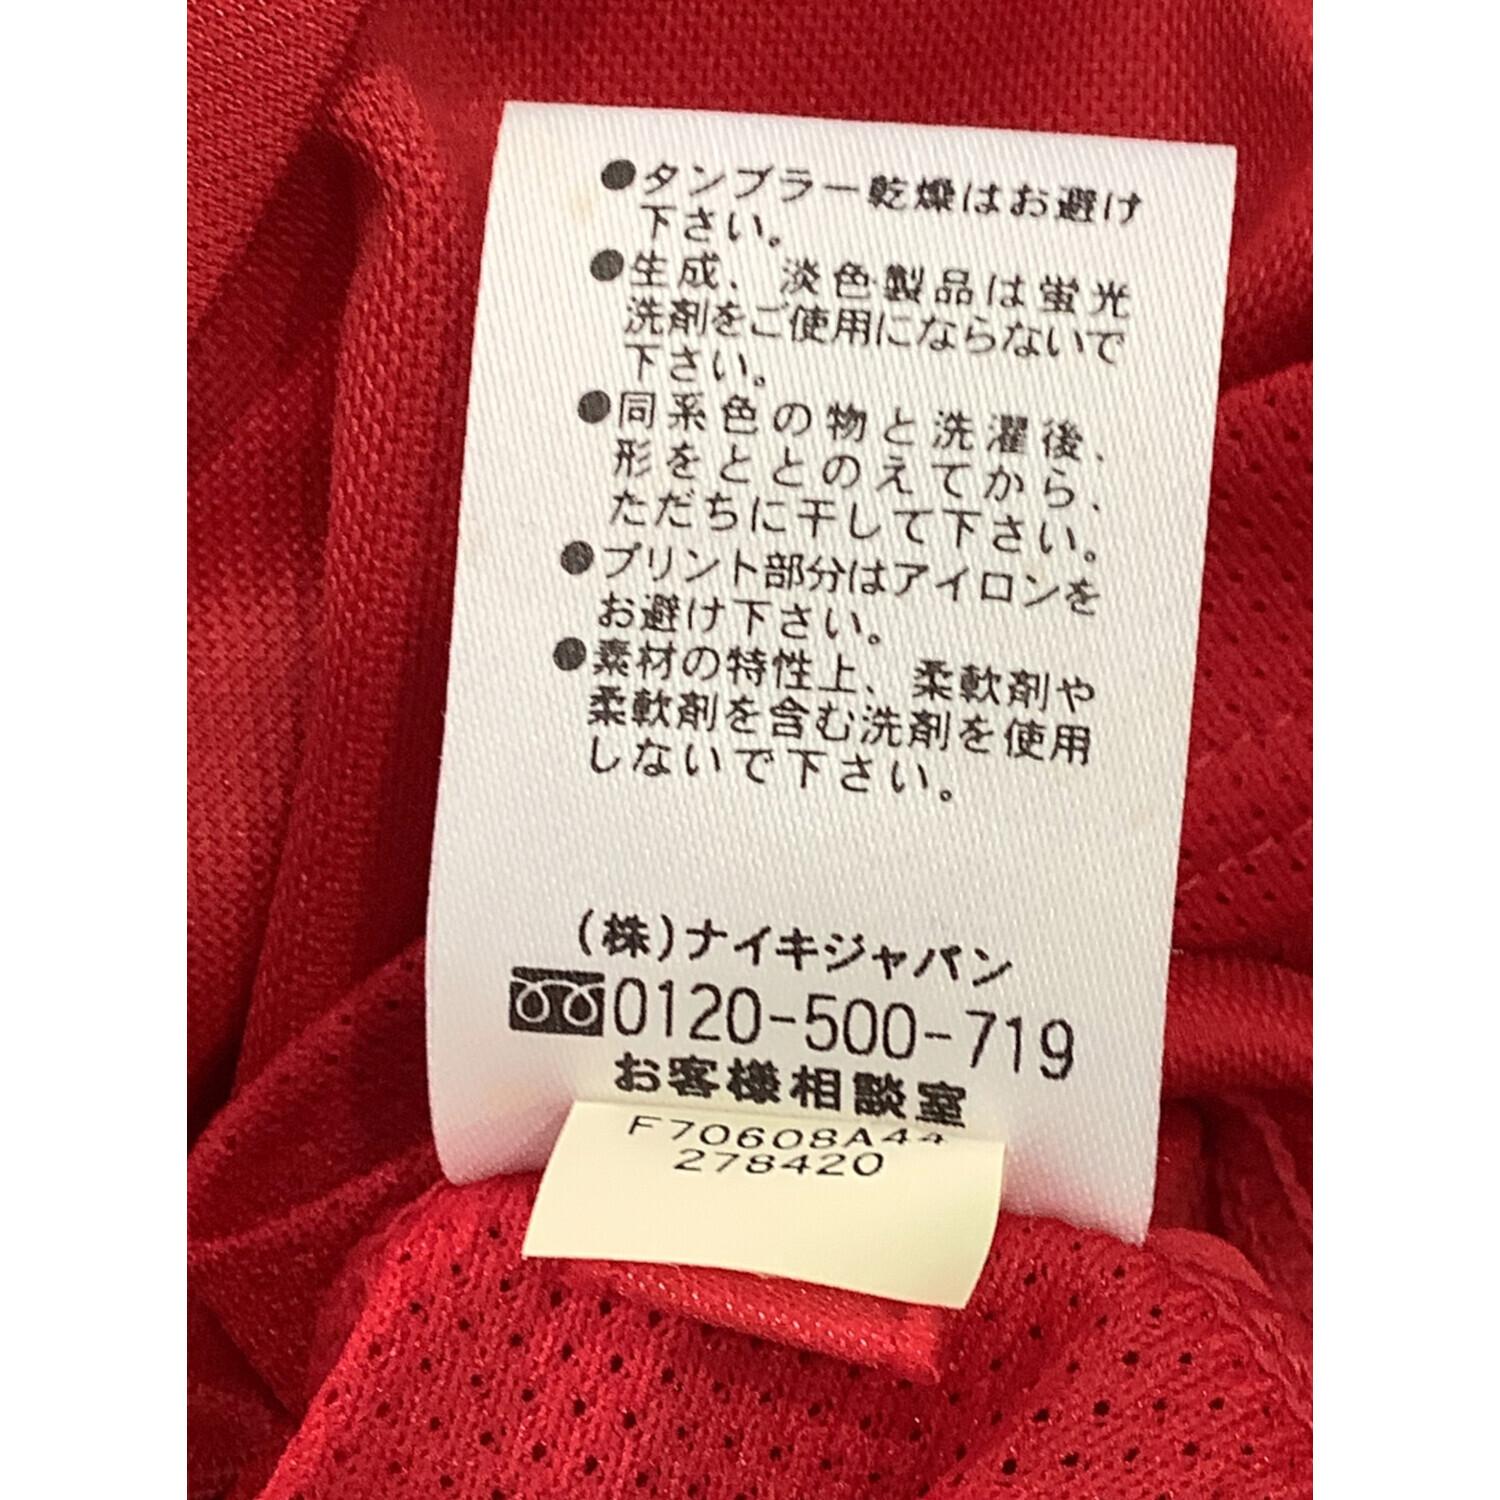 ●タンブラー乾燥はお避け
下さい。
●生成、淡色製品は蛍光
洗剤をご使用にならないで
下さい。
●同系色の物と洗濯後、
形をととのえてから、
ただちに干して下さい。
●プリント部分はアイロンを
お避け下さい。
●素材の特性上、柔軟剤や
柔軟剤を含む洗剤を使用
しないで下さい。
(株)ナイキジャパン
0120-500-719
お客様相談室
F70608A44
278420